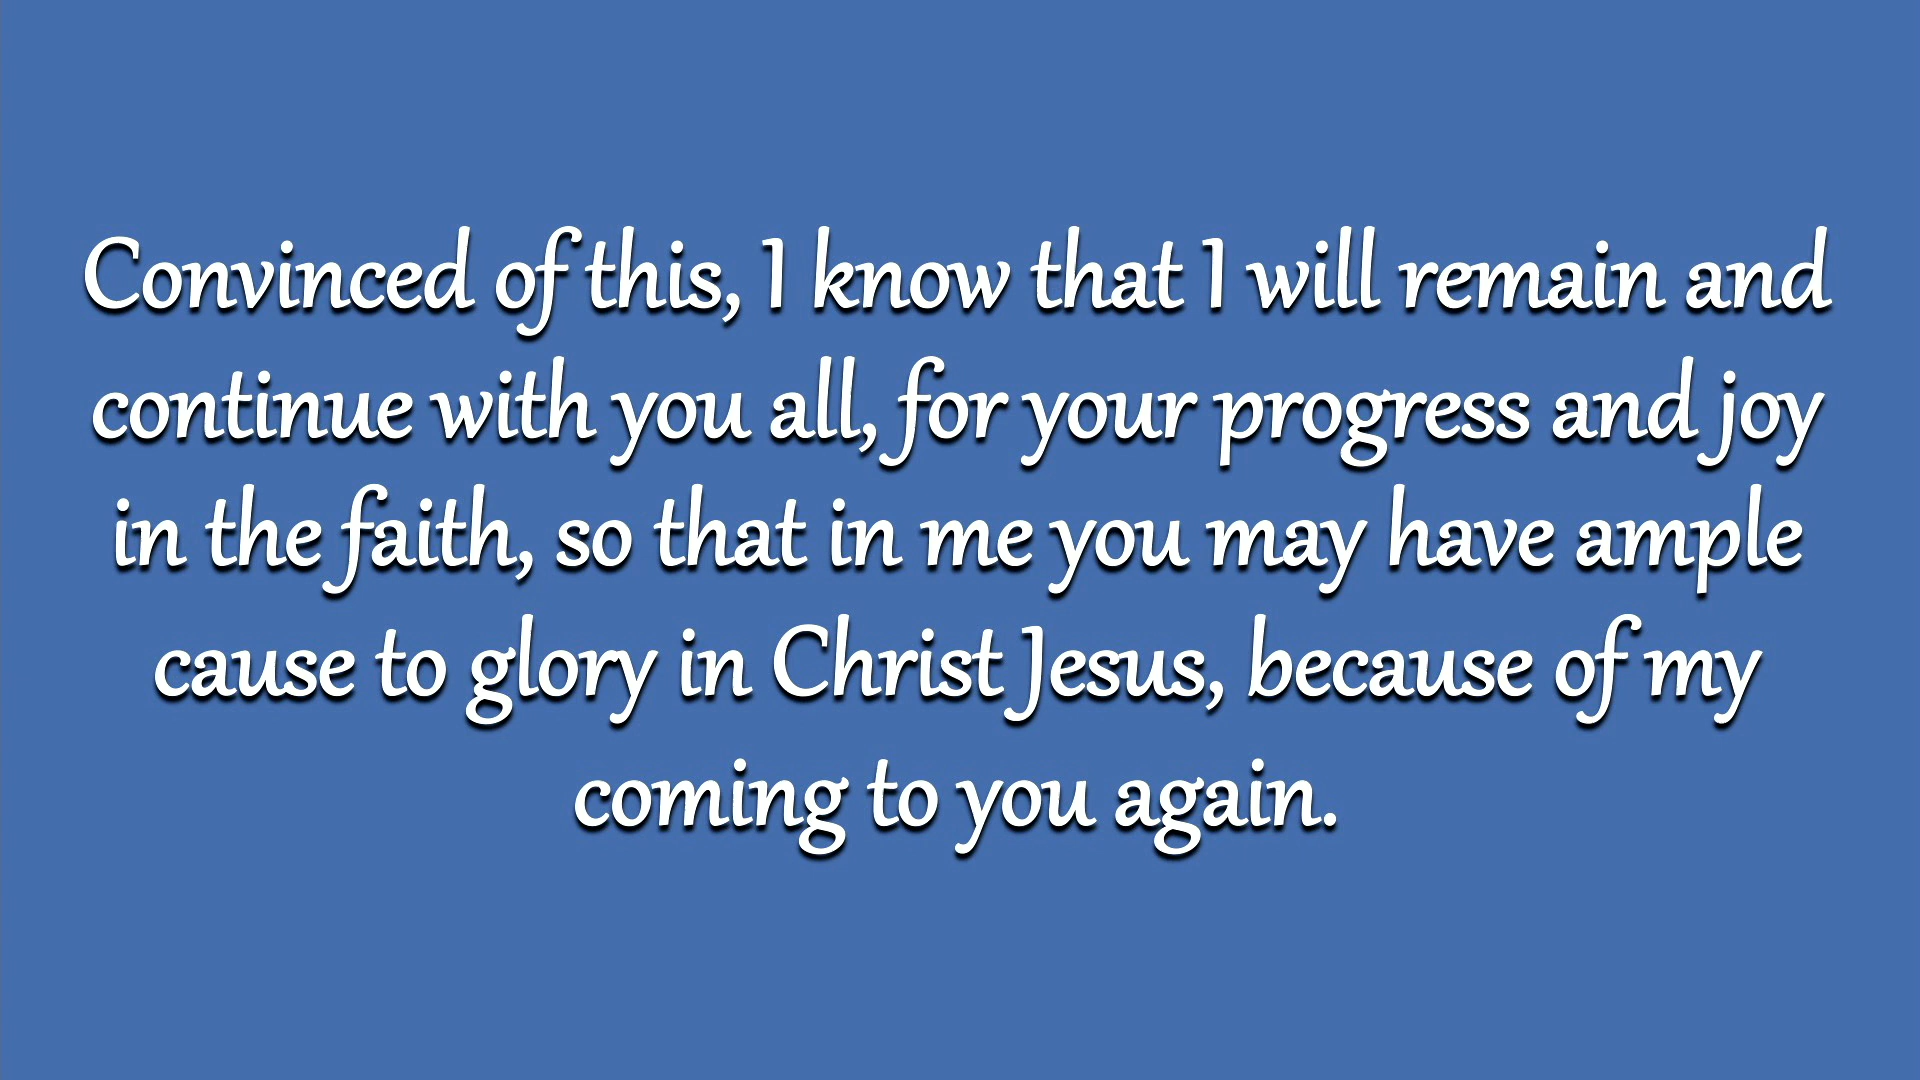 Convinced of this, I know that I will remain and
continue with you all, for your progress and joy
in the faith, so that in me you may have ample
cause to glory in Christ Jesus, because of my
coming to you again.